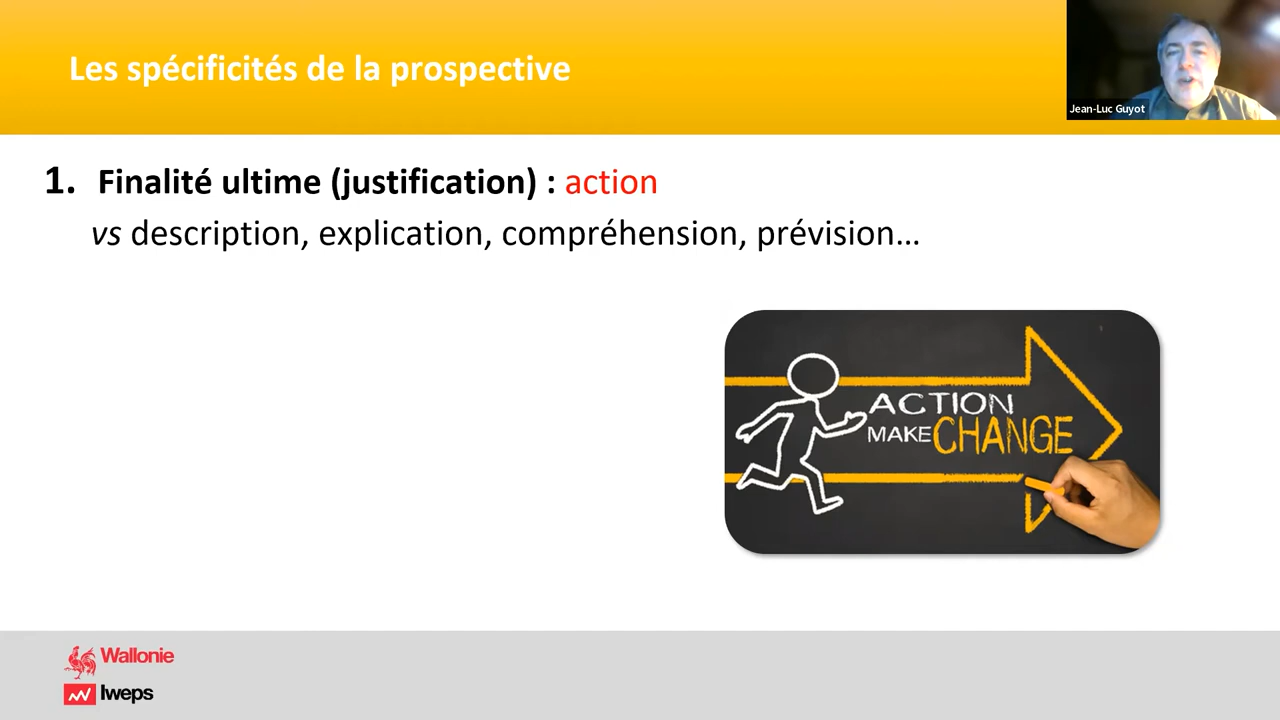 Les spécificités de la prospective
Jean-Luc Guyot
1. Finalité ultime (justification) : action
vs description, explication, compréhension, prévision…
ACTION
MAKE CHANGE
Wallonie
Iweps